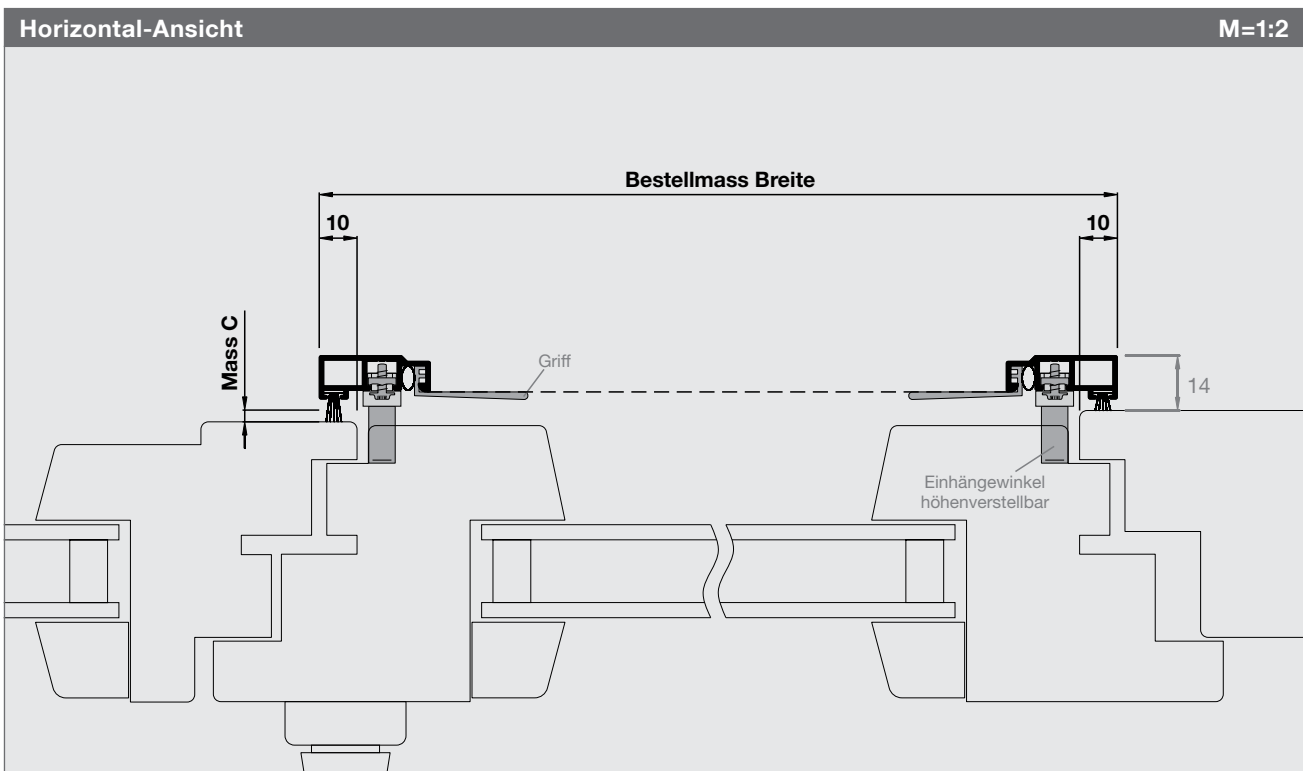 Horizontal-Ansicht M=1:2
Bestellmass Breite
10 10
Mass C
Griff
14
Einhängewinkel
höhenverstellbar